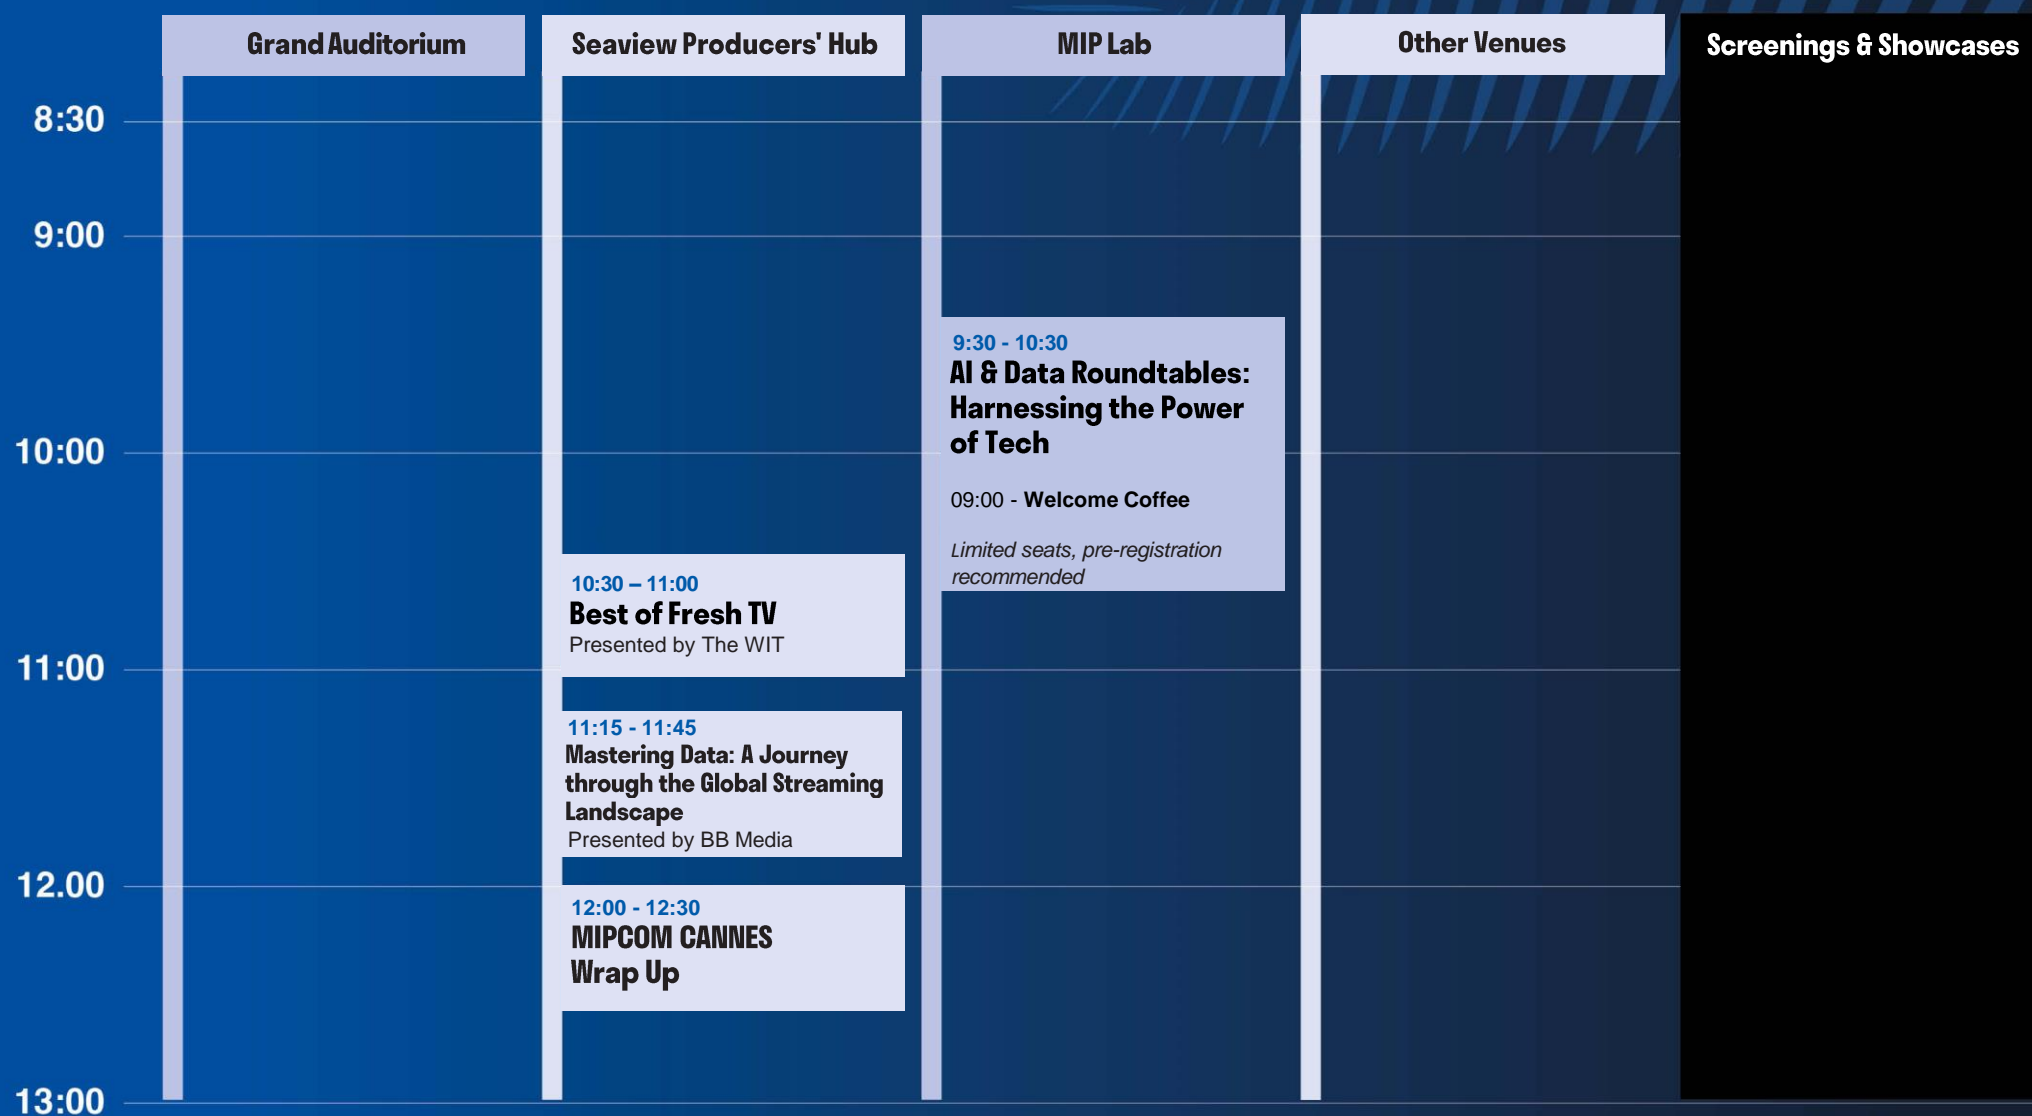 Grand Auditorium
Seaview Producers' Hub
MIP Lab
Other Venues
Screenings & Showcases
8:30
9:00
9:30 - 10:30
AI & Data Roundtables:
Harnessing the Power
of Tech
10:00
09:00 - Welcome Coffee
Limited seats, pre-registration
recommended
10:30 – 11:00
Best of Fresh TV
Presented by The WIT
11:00
11:15 - 11:45
Mastering Data: A Journey
through the Global Streaming
Landscape
Presented by BB Media
12.00
12:00 - 12:30
MIPCOM CANNES
Wrap Up
13:00